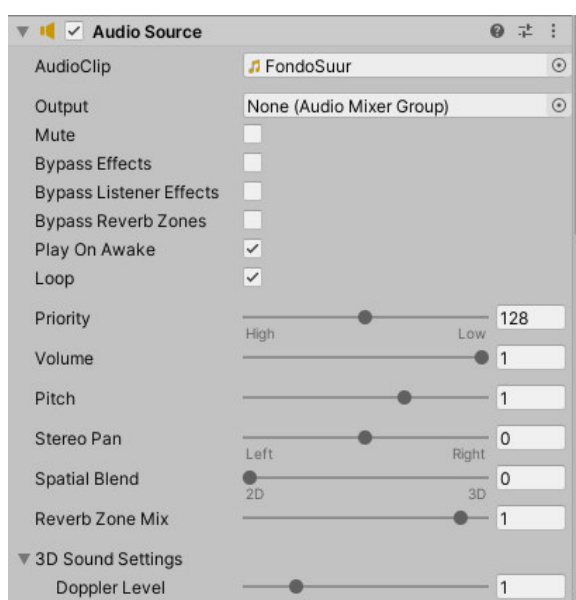 Audio Source
AudioClip FondoSuur
Output None (Audio Mixer Group)
Mute
Bypass Effects
Bypass Listener Effects
Bypass Reverb Zones
Play On Awake
Loop
Priority 128
High Low
Volume 1
Pitch 1
Stereo Pan 0
Left Right
Spatial Blend 0
2D 3D
Reverb Zone Mix 1
3D Sound Settings
Doppler Level 1